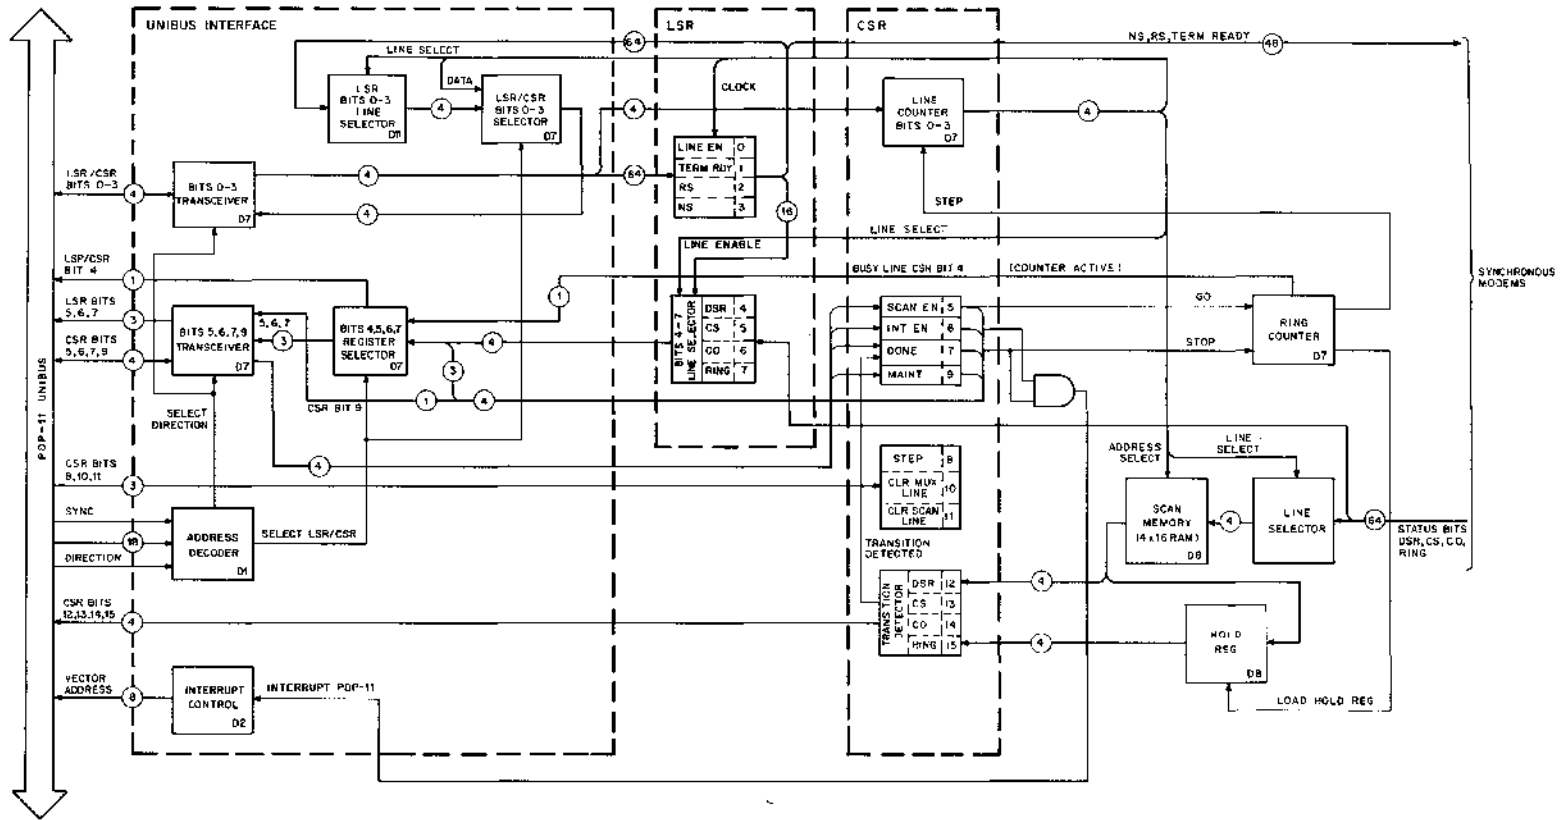 UNIBUS INTERFACE
LSR
CSR
LINE SELECT
64
NS,RS,TERM READY
48
DATA
LSR
BITS 0-3
LINE
SELECTOR
D11
4
LSR/CSR
BITS 0-3
SELECTOR
D7
CLOCK
4
LINE
COUNTER
BITS 0-3
D7
4
LINE EN 0
TERM RDY 1
RS 2
NS 3
LSR/CSR
BITS 0-3
4
BITS 0-3
TRANSCEIVER
D7
4
64
4
16
STEP
LINE SELECT
LINE ENABLE
LSP/CSR
BIT 4
1
BUSY LINE CSH BIT 4
(COUNTER ACTIVE)
1
SYNCHRONOUS
MODEMS
LSR BITS
5,6,7
3
CSR BITS
5,6,7,9
4
BITS 5,6,7,9
TRANSCEIVER
D7
5,6,7
3
BITS 4,5,6,7
REGISTER
SELECTOR
D7
4
3
BITS 4-7
LINE SELECTOR
DSR 4
CS 5
CO 6
RING 7
SCAN EN 5
INT EN 6
DONE 7
MAINT 9
GO
STOP
RING
COUNTER
D7
CSR BIT 9
1
4
SELECT
DIRECTION
PDP-11 UNIBUS
4
CSR BITS
8,10,11
3
STEP 8
CLR MUX
LINE 10
CLR SCAN
LINE 11
ADDRESS
SELECT
LINE
SELECT
SYNC
18
DIRECTION
ADDRESS
DECODER
D1
SELECT LSR/CSR
SCAN
MEMORY
(4x16 RAM)
D8
4
LINE
SELECTOR
64
STATUS BITS
DSR, CS, CO,
RING
TRANSITION
DETECTED
CSR BITS
12,13,14,15
4
TRANSITION
DETECTOR
DSR 12
CS 13
CO 14
RING 15
4
4
HOLD
REG
D8
LOAD HOLD REG
VECTOR
ADDRESS
8
INTERRUPT
CONTROL
D2
INTERRUPT PDP-11